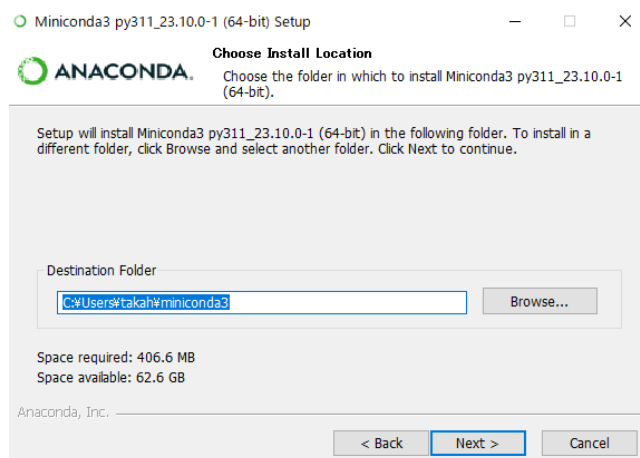 Miniconda3 py311_23.10.0-1 (64-bit) Setup
ANACONDA.
Choose Install Location
Choose the folder in which to install Miniconda3 py311_23.10.0-1
(64-bit).
Setup will install Miniconda3 py311_23.10.0-1 (64-bit) in the following folder. To install in a
different folder, click Browse and select another folder. Click Next to continue.
Destination Folder
C:¥Users¥takah¥miniconda3
Browse...
Space required: 406.6 MB
Space available: 62.6 GB
Anaconda, Inc.
< Back
Next >
Cancel